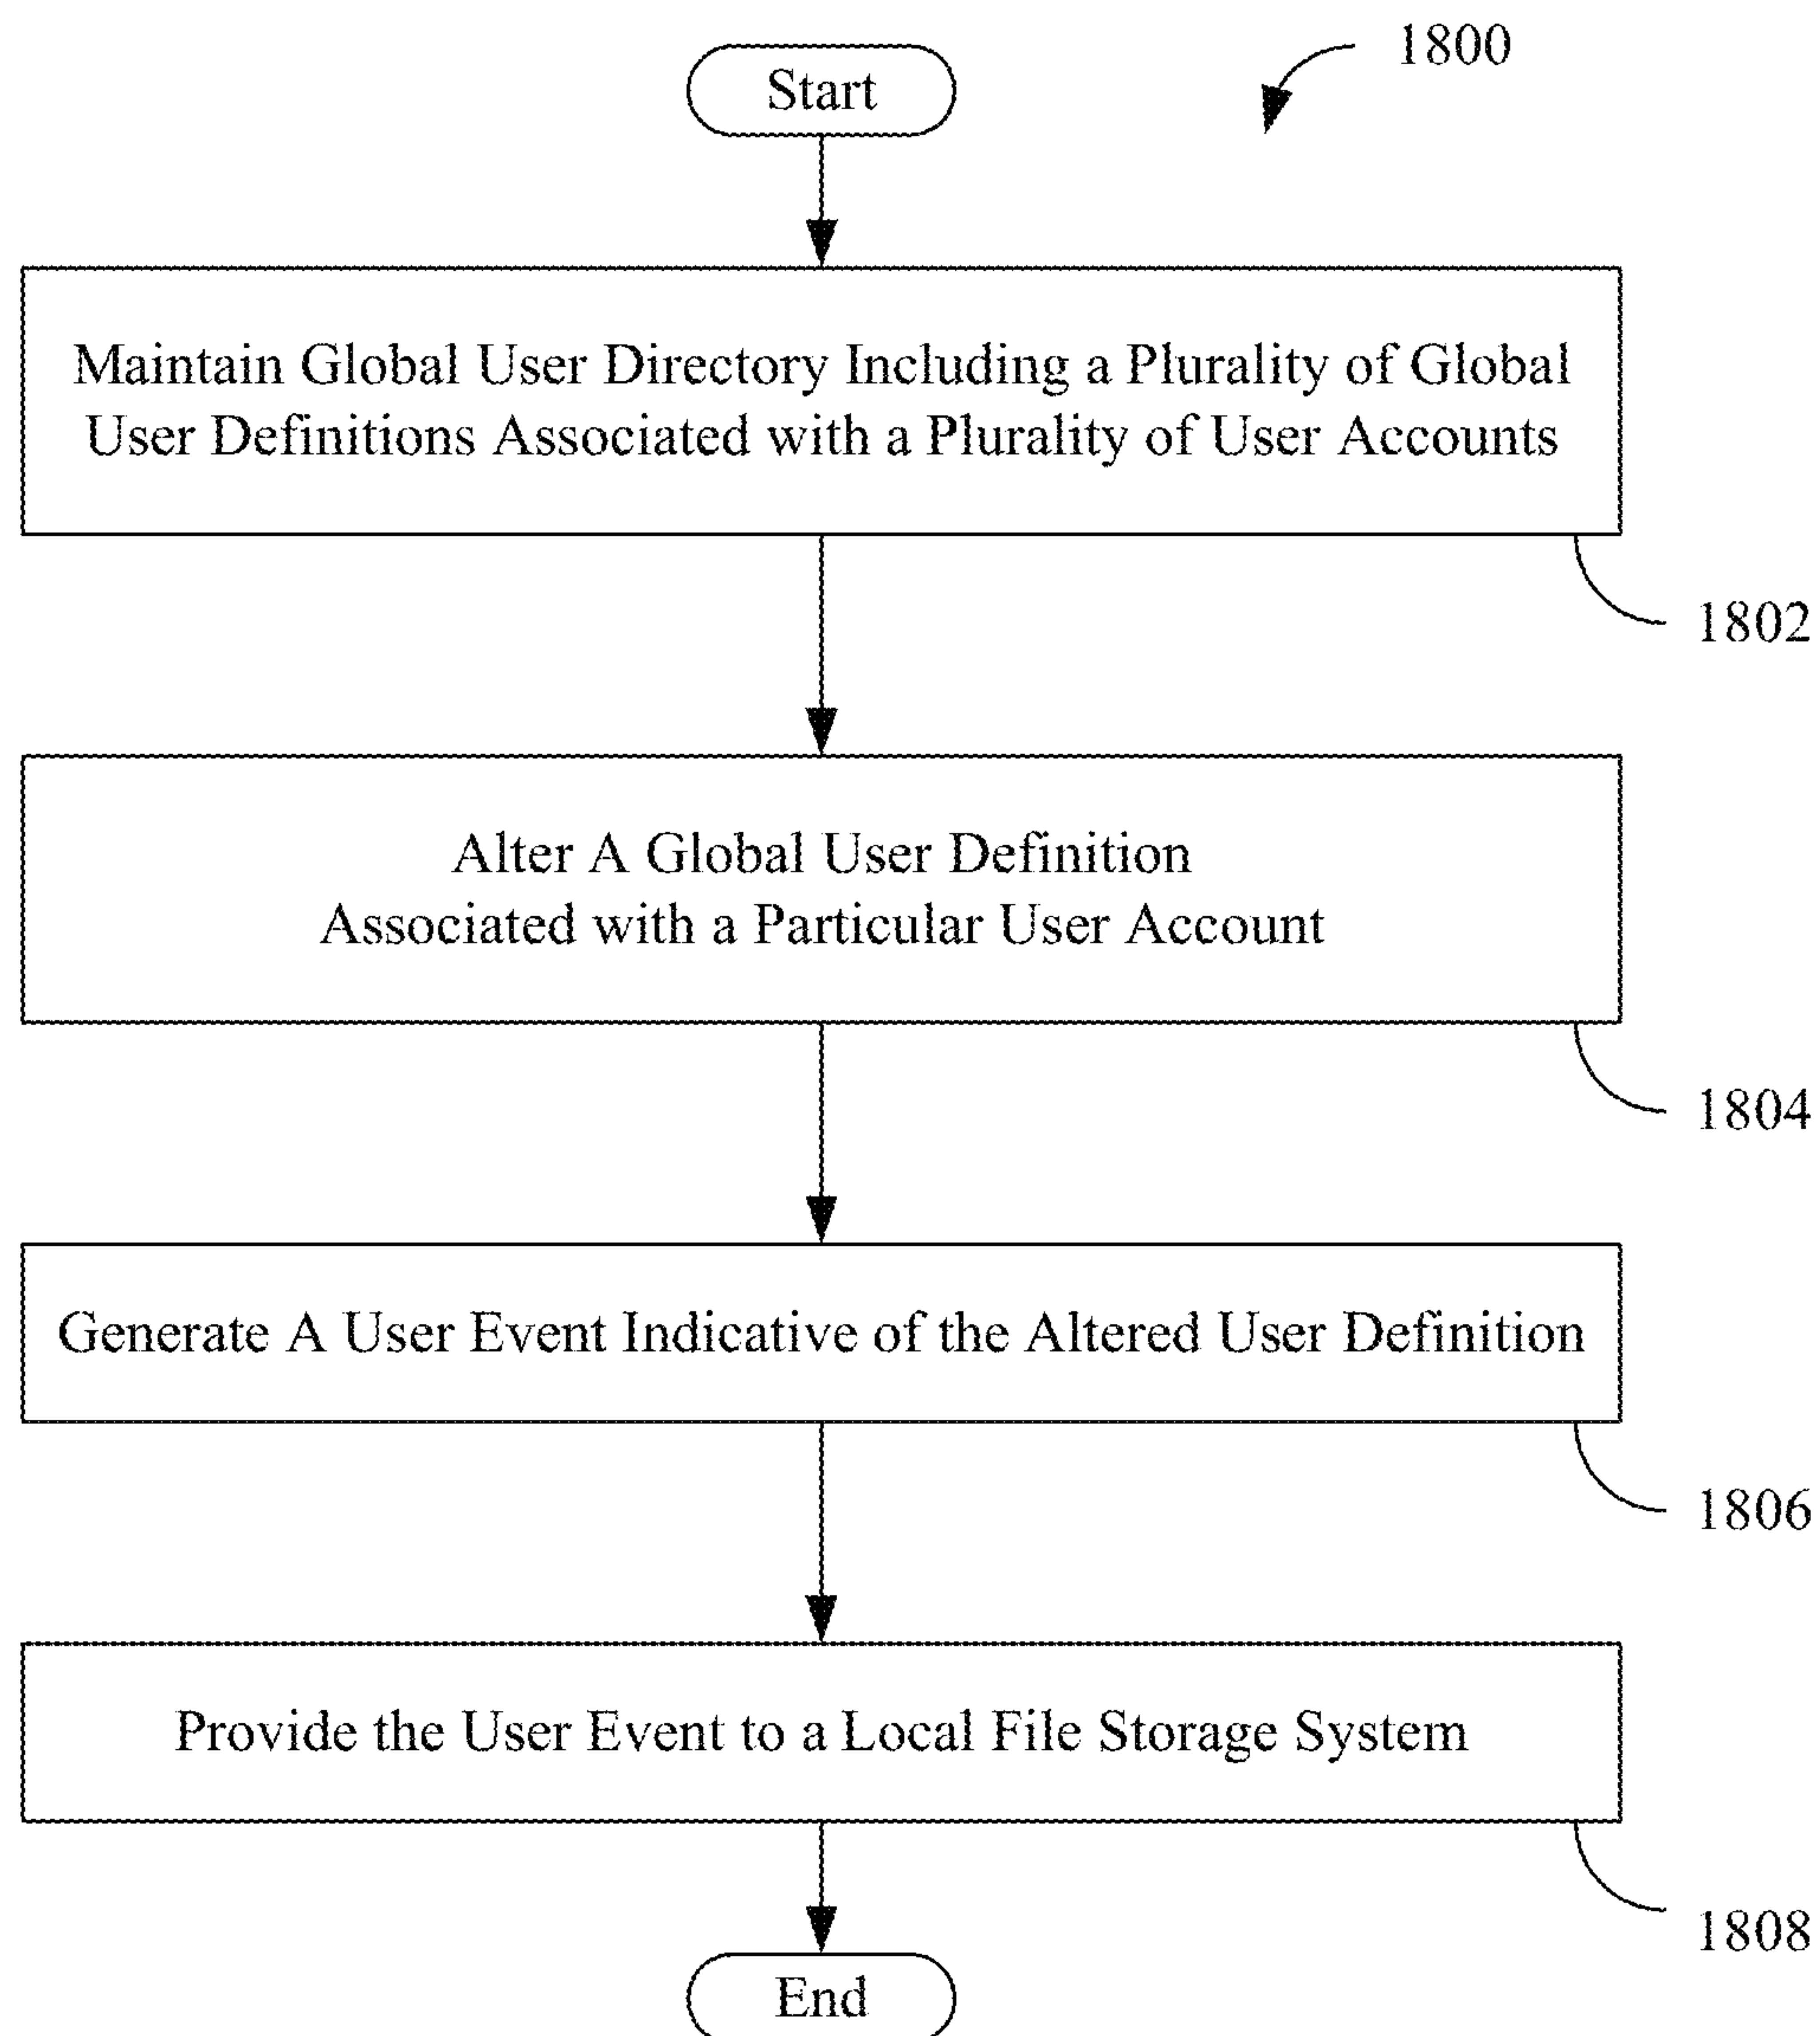 1800
Start
Maintain Global User Directory Including a Plurality of Global
User Definitions Associated with a Plurality of User Accounts
1802
Alter A Global User Definition
Associated with a Particular User Account
1804
Generate A User Event Indicative of the Altered User Definition
1806
Provide the User Event to a Local File Storage System
1808
End